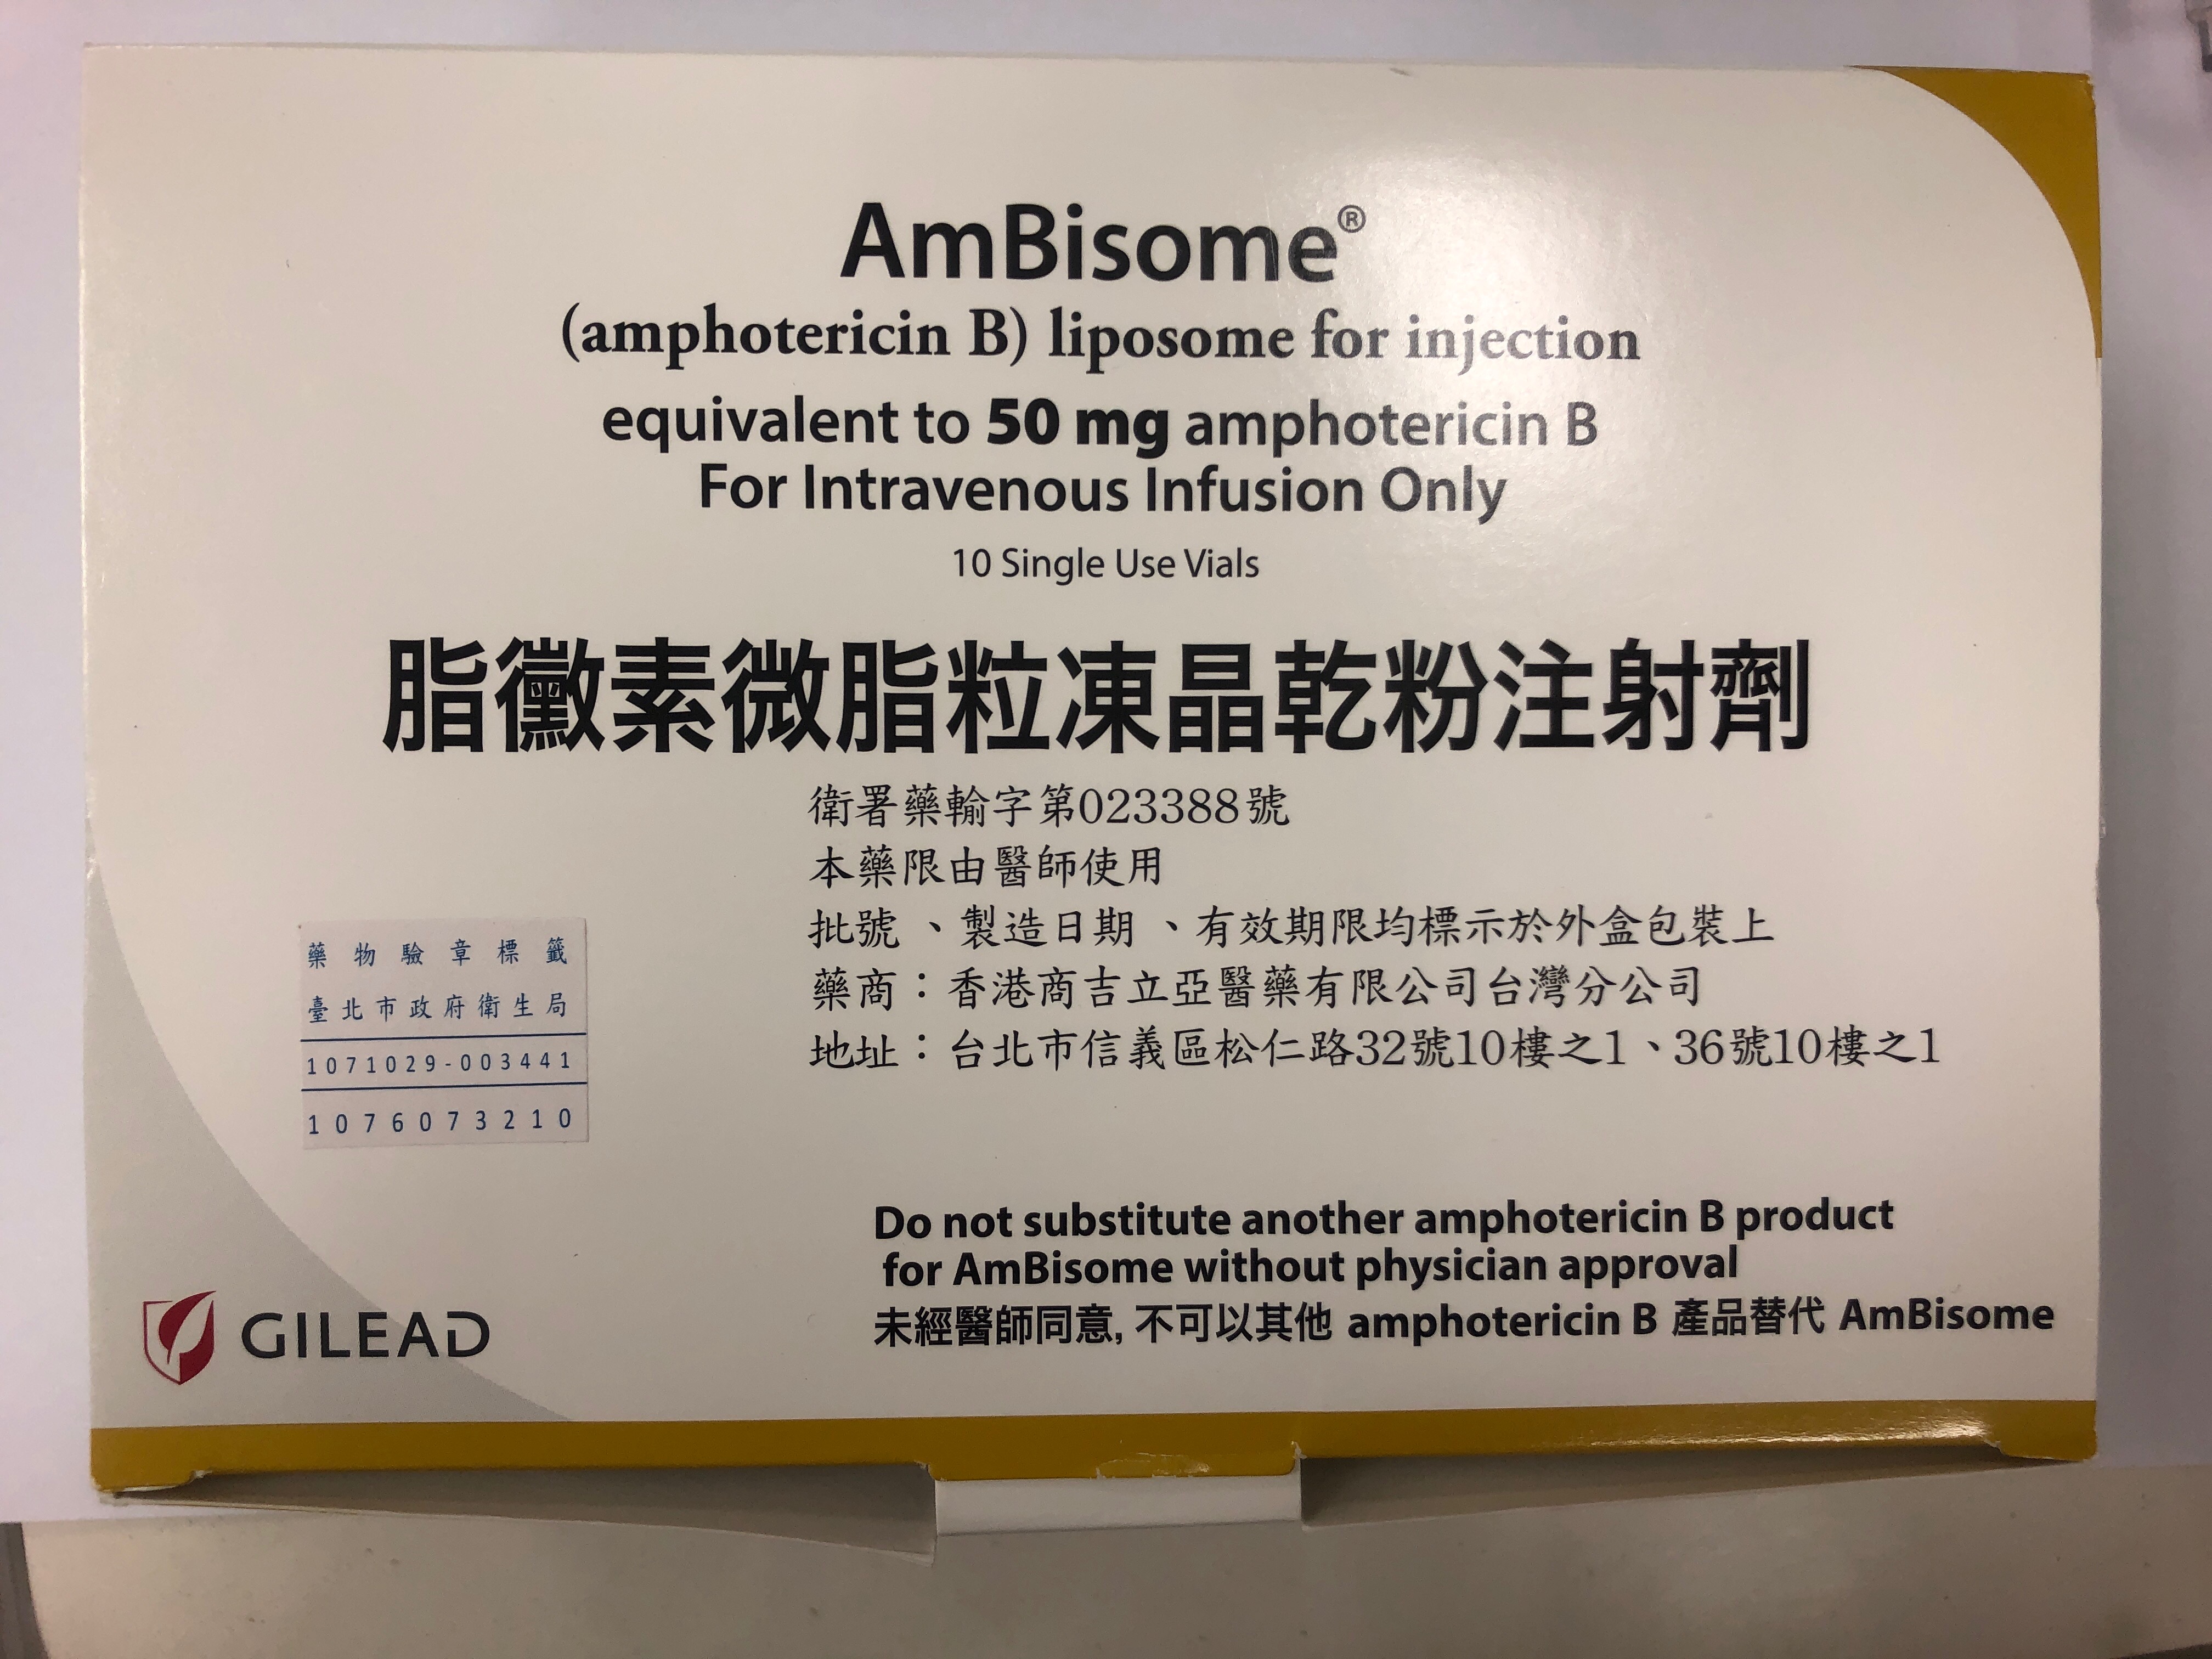 AmBisome®
(amphotericin B) liposome for injection
equivalent to 50 mg amphotericin B
For Intravenous Infusion Only
10 Single Use Vials
脂黴素微脂粒凍晶乾粉注射劑
衛署藥輸字第023388號
本藥限由醫師使用
批號、製造日期、有效期限均標示於外盒包裝上
藥商：香港商吉立亞醫藥有限公司台灣分公司
地址：台北市信義區松仁路32號10樓之1、36號10樓之1
藥物驗章標籤
臺北市政府衛生局
1071029-003441
1076073210
Do not substitute another amphotericin B product
for AmBisome without physician approval
未經醫師同意, 不可以其他 amphotericin B 產品替代 AmBisome
GILEAD